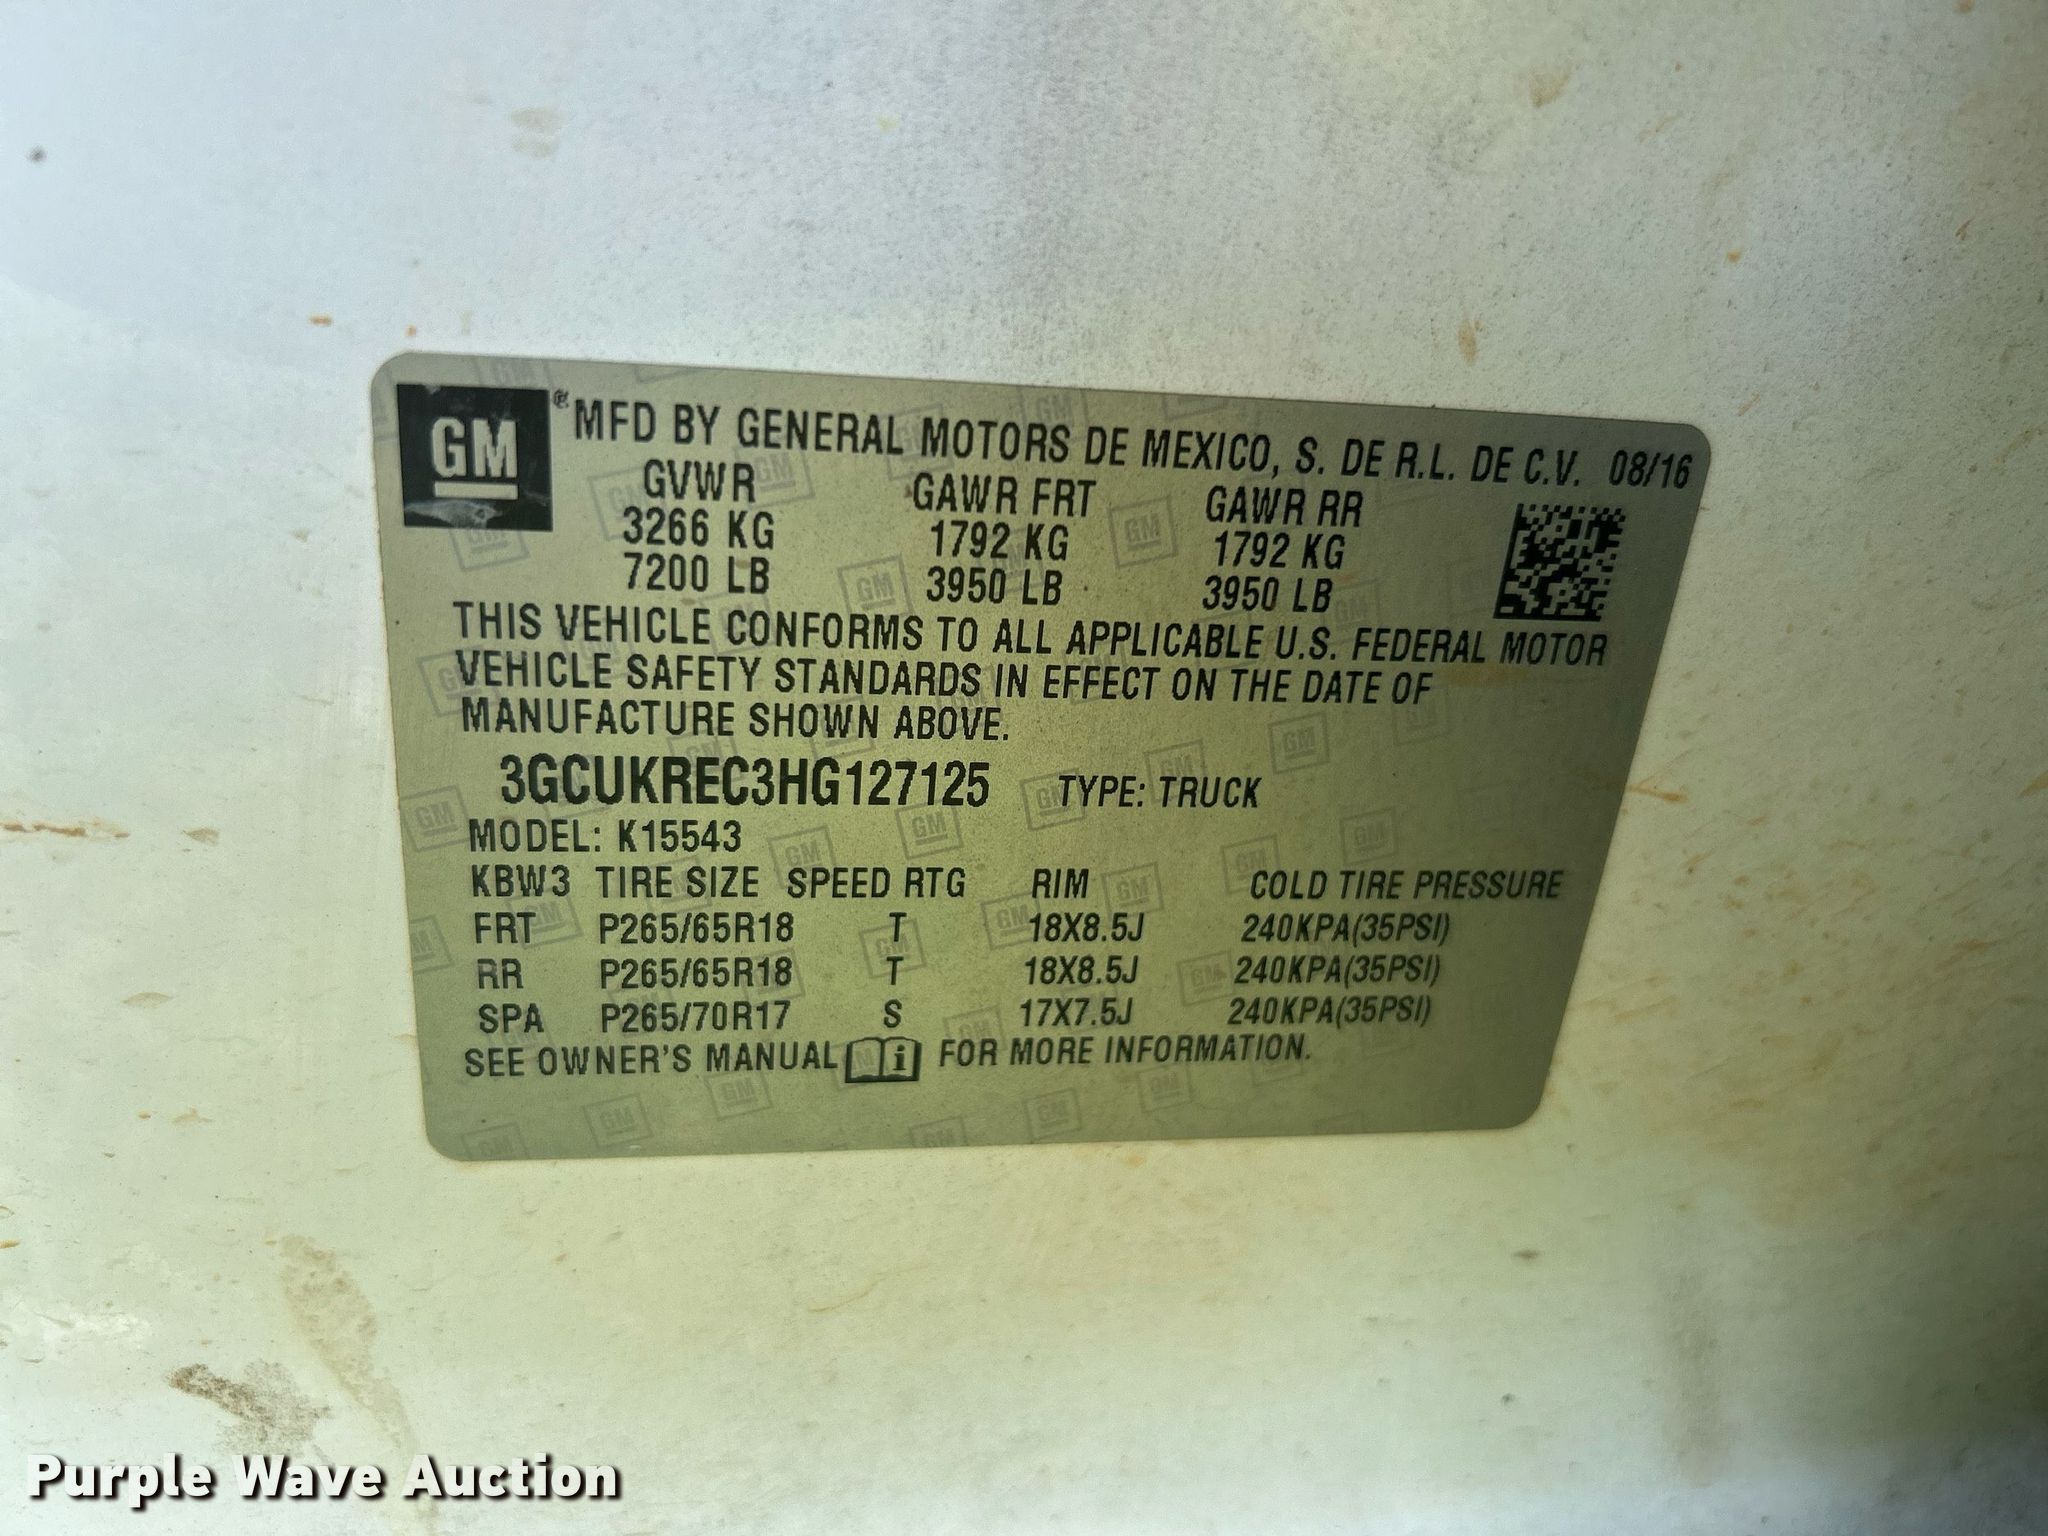 GM® MFD BY GENERAL MOTORS DE MEXICO, S. DE R.L. DE C.V. 08/16
GVWR GAWR FRT GAWR RR
3266 KG 1792 KG 1792 KG
7200 LB 3950 LB 3950 LB
THIS VEHICLE CONFORMS TO ALL APPLICABLE U.S. FEDERAL MOTOR
VEHICLE SAFETY STANDARDS IN EFFECT ON THE DATE OF
MANUFACTURE SHOWN ABOVE.
3GCUKREC3HG127125 TYPE: TRUCK
MODEL: K15543
KBW3 TIRE SIZE SPEED RTG RIM COLD TIRE PRESSURE
FRT P265/65R18 T 18X8.5J 240KPA(35PSI)
RR P265/65R18 T 18X8.5J 240KPA(35PSI)
SPA P265/70R17 S 17X7.5J 240KPA(35PSI)
SEE OWNER'S MANUAL i FOR MORE INFORMATION.
Purple Wave Auction